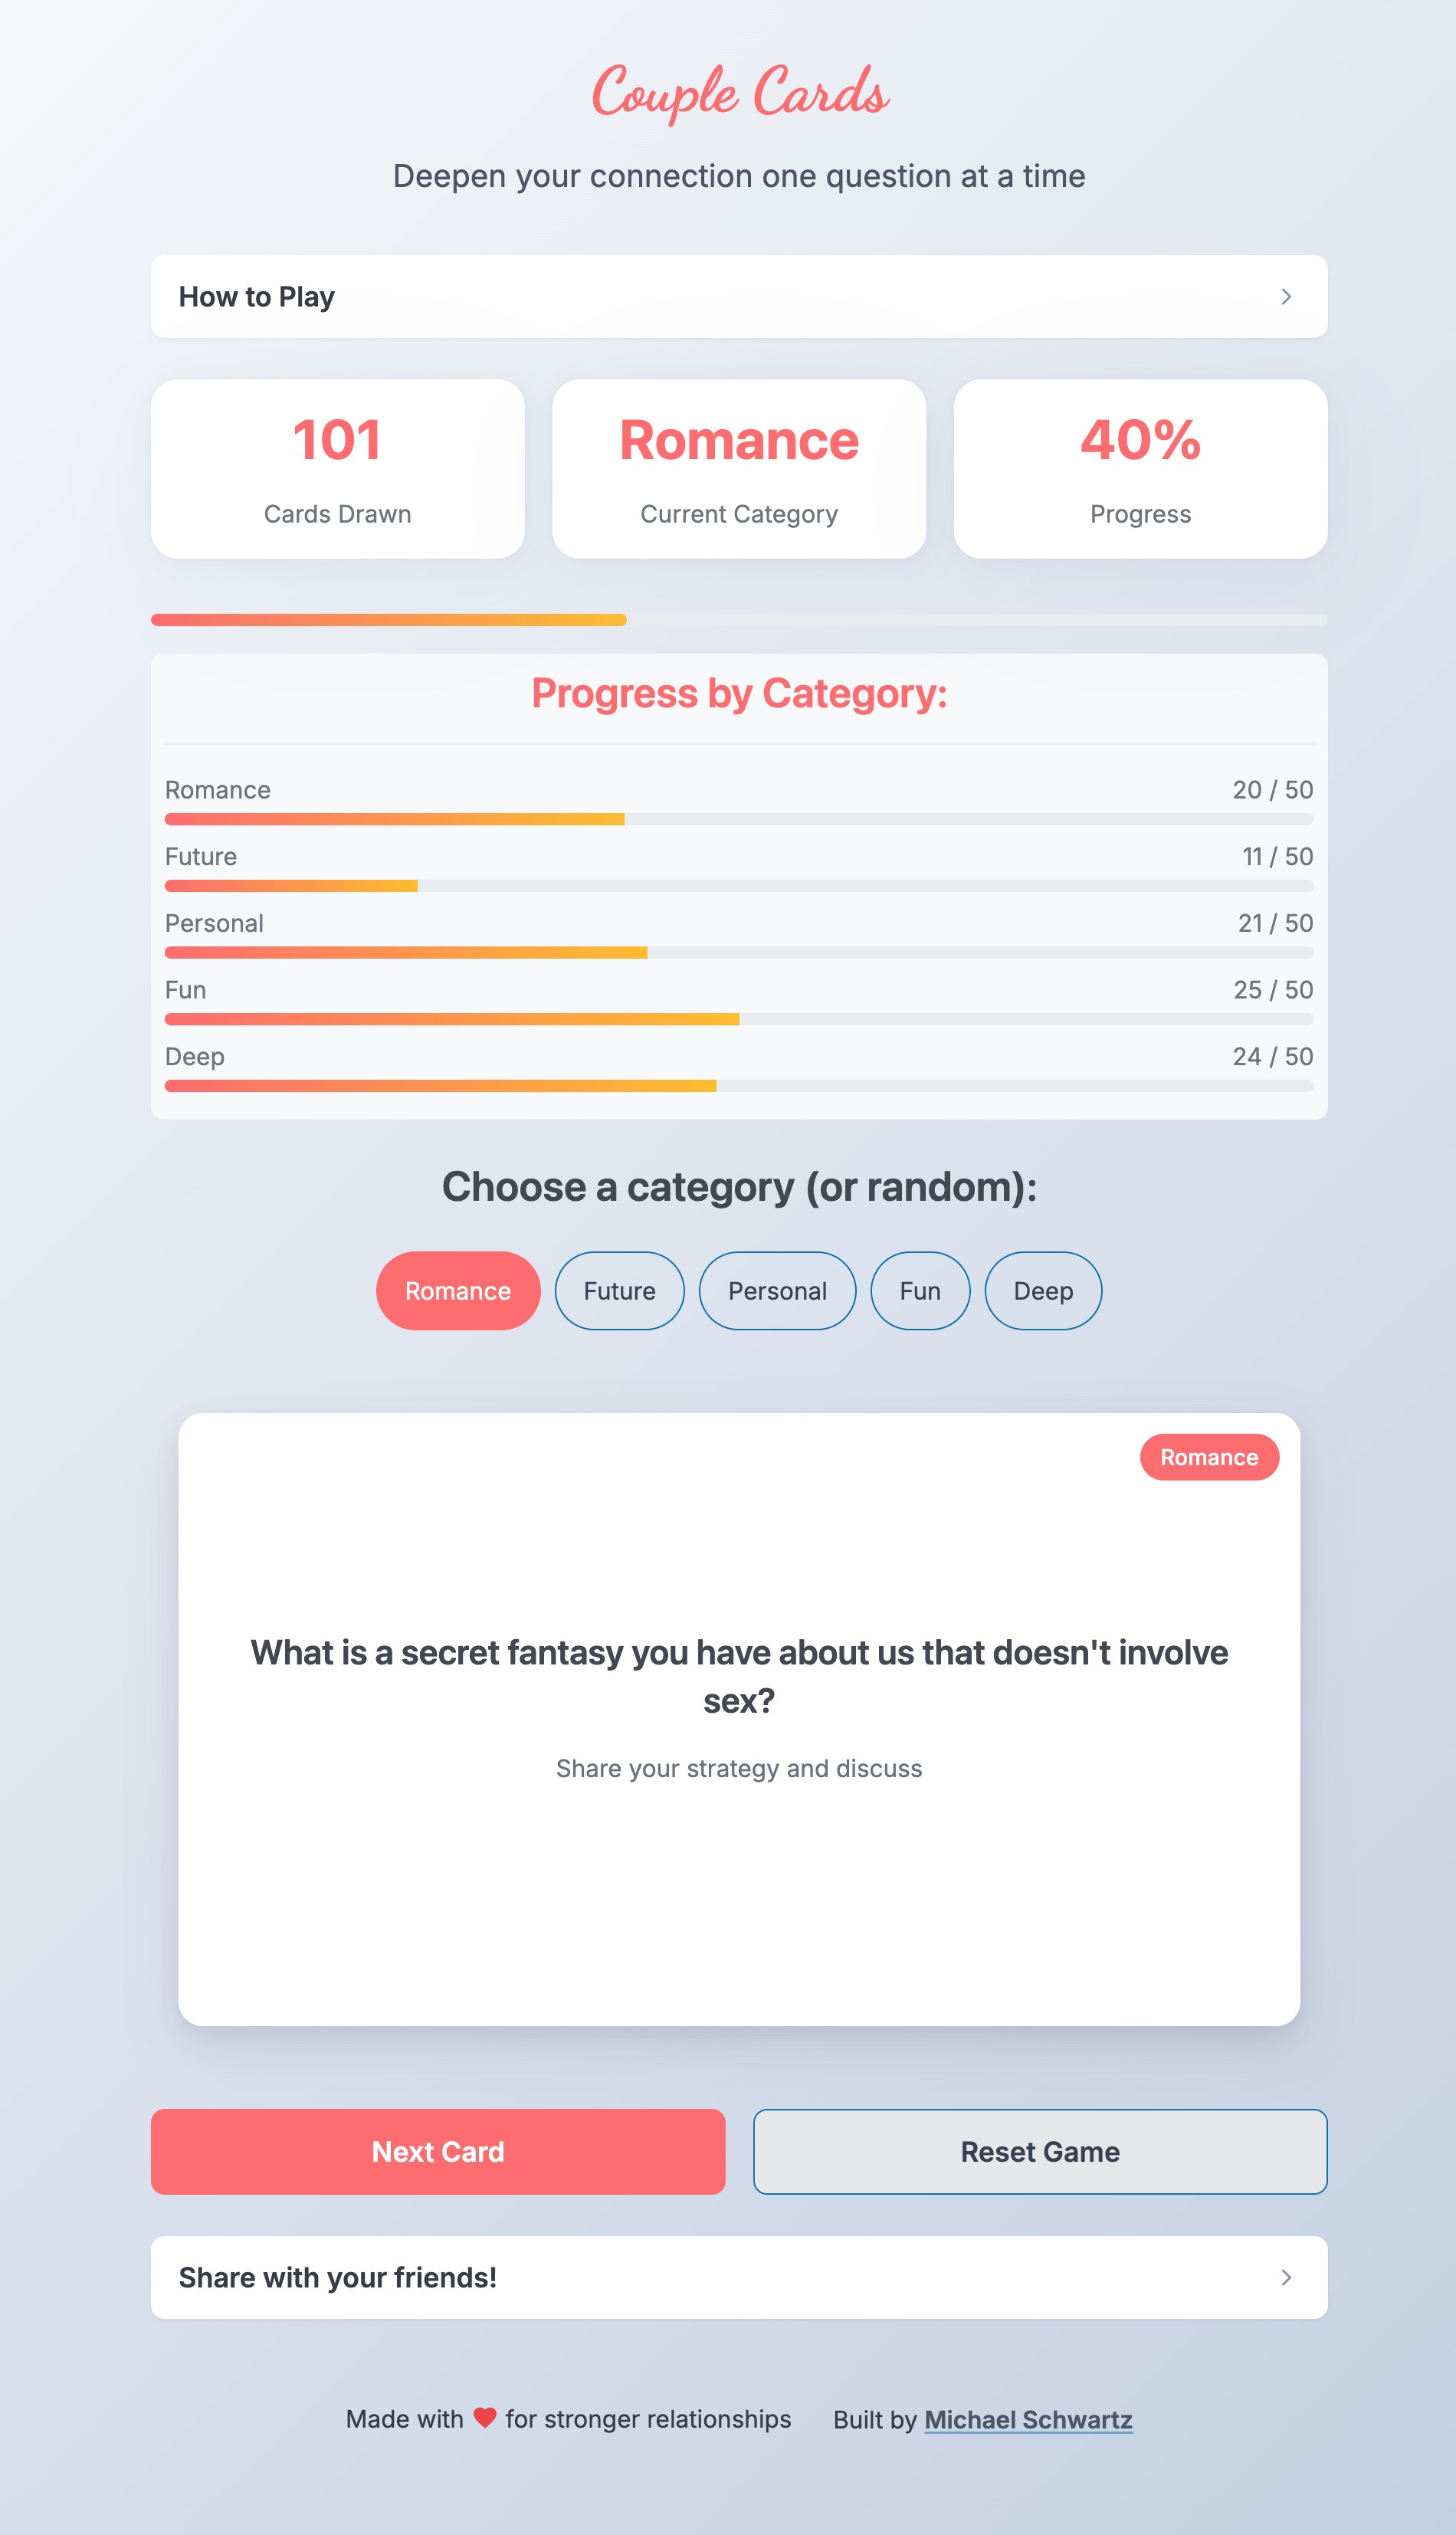 Couple Cards
Deepen your connection one question at a time
How to Play
101
Cards Drawn
Romance
Current Category
40%
Progress
Progress by Category:
Romance 20 / 50
Future 11 / 50
Personal 21 / 50
Fun 25 / 50
Deep 24 / 50
Choose a category (or random):
Romance Future Personal Fun Deep
Romance
What is a secret fantasy you have about us that doesn't involve
sex?
Share your strategy and discuss
Next Card Reset Game
Share with your friends!
Made with ❤️ for stronger relationships Built by Michael Schwartz